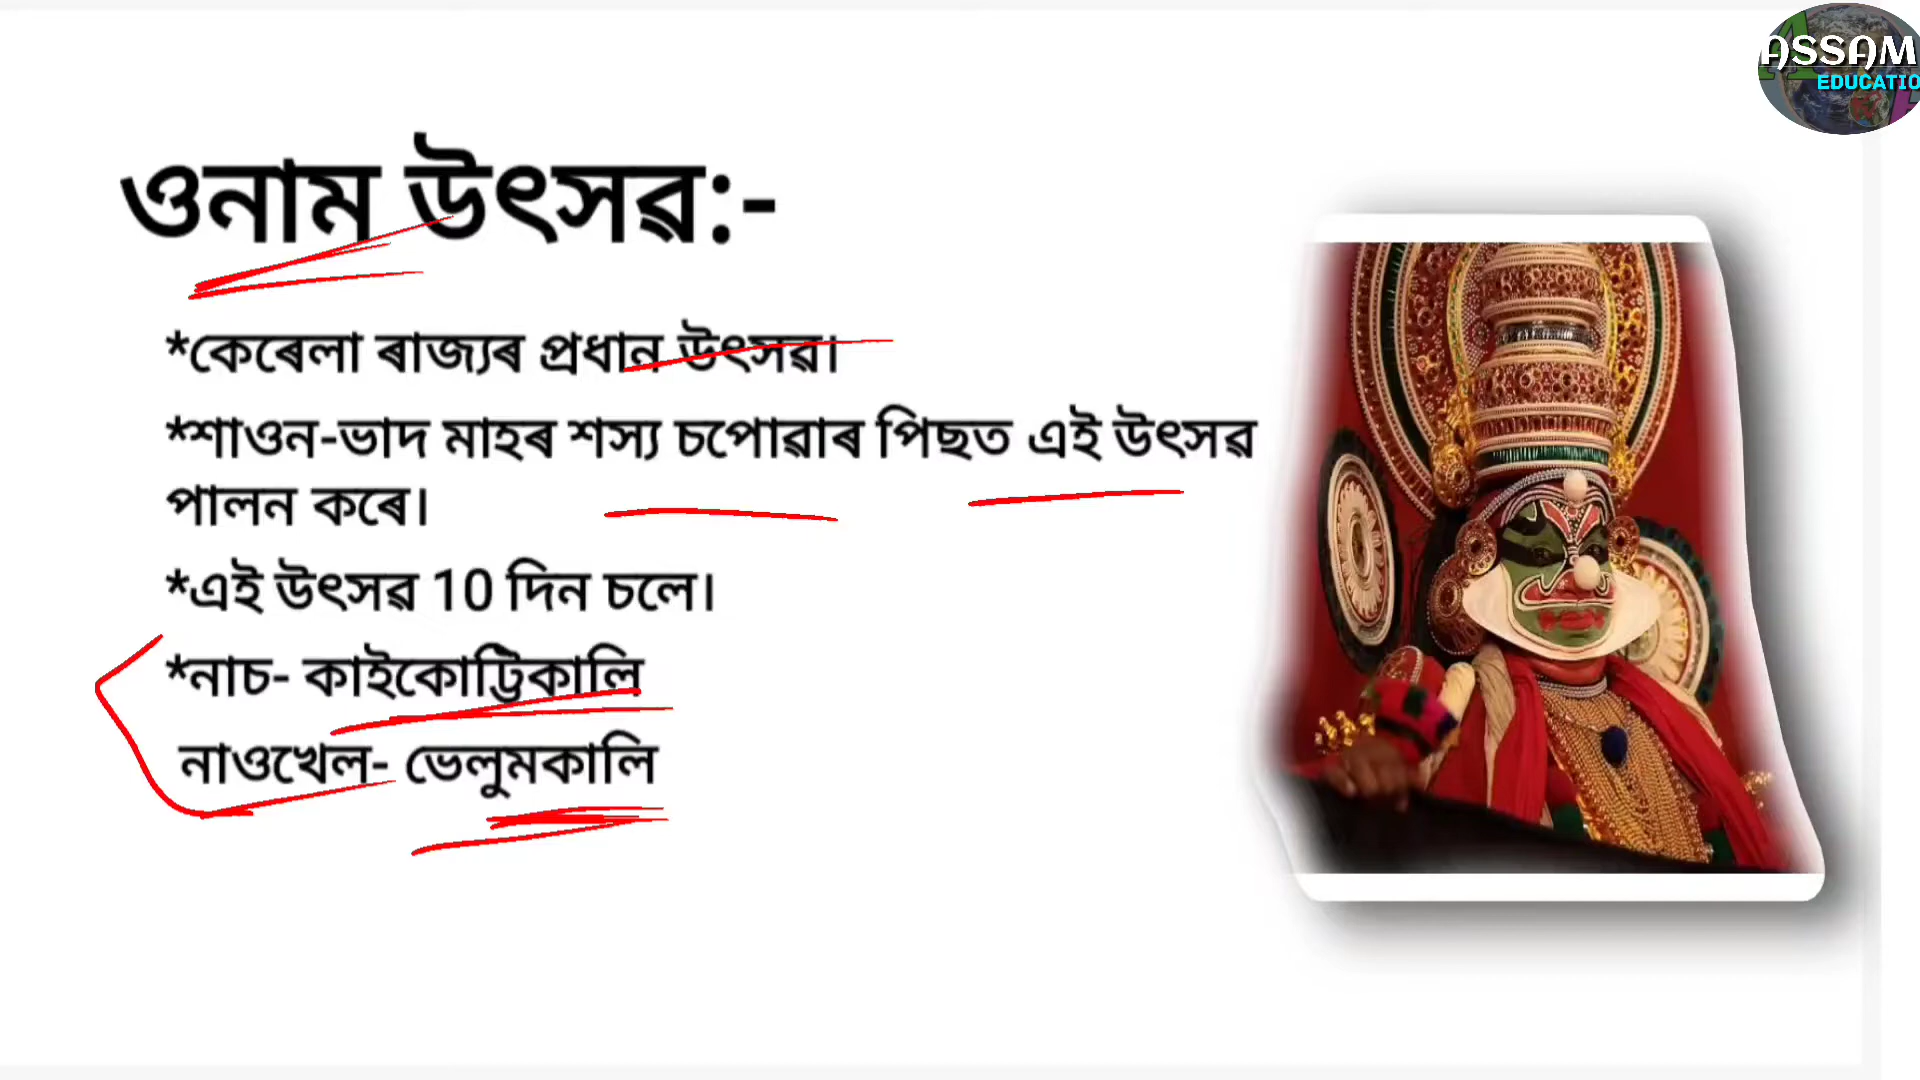 ASSAM
EDUCATIO
ওনাম উৎসৱ:-
*কেৰেলা ৰাজ্যৰ প্ৰধান উৎসৱ।
*শাওন-ভাদ মাহৰ শস্য চপোৱাৰ পিছত এই উৎসৱ
পালন কৰে।
*এই উৎসৱ 10 দিন চলে।
*নাচ- কাইকোট্টিকালি
নাওখেল- ভেলুমকালি